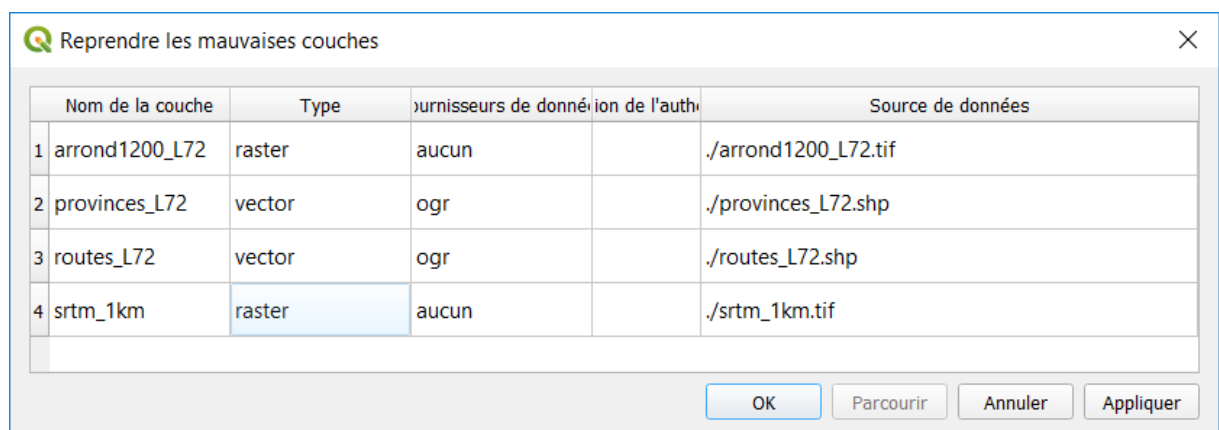 Reprendre les mauvaises couches
Nom de la couche Type ournisseurs de donné ion de l'authe Source de données
1 arrond1200_L72 raster aucun ./arrond1200_L72.tif
2 provinces_L72 vector ogr ./provinces_L72.shp
3 routes_L72 vector ogr ./routes_L72.shp
4 srtm_1km raster aucun ./srtm_1km.tif
OK Parcourir Annuler Appliquer